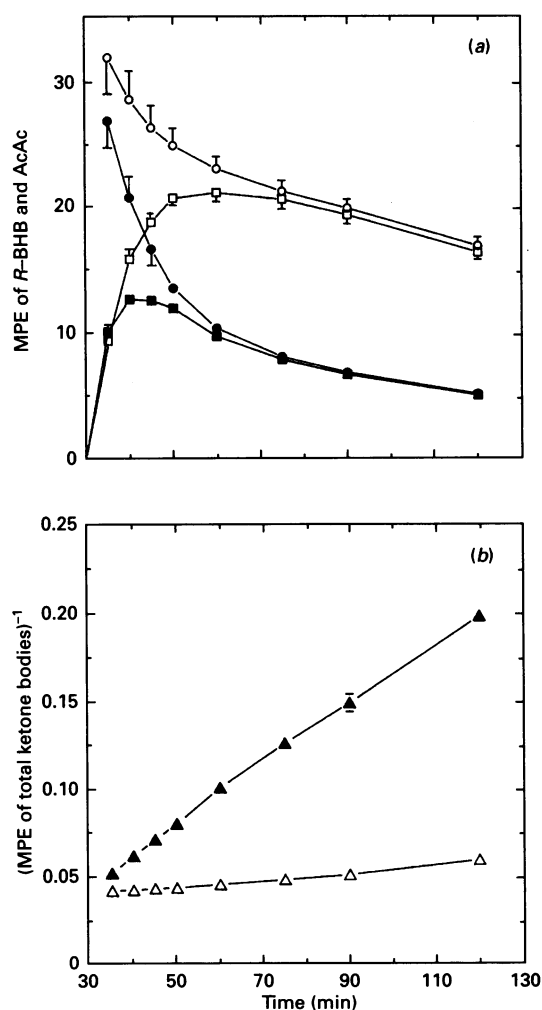 (a)
30
20
10
0
MPE of R–BHB and AcAc
(b)
0.25
0.20
0.15
0.10
0.05
0
(MPE of total ketone bodies)⁻¹
30 50 70 90 110 130
Time (min)